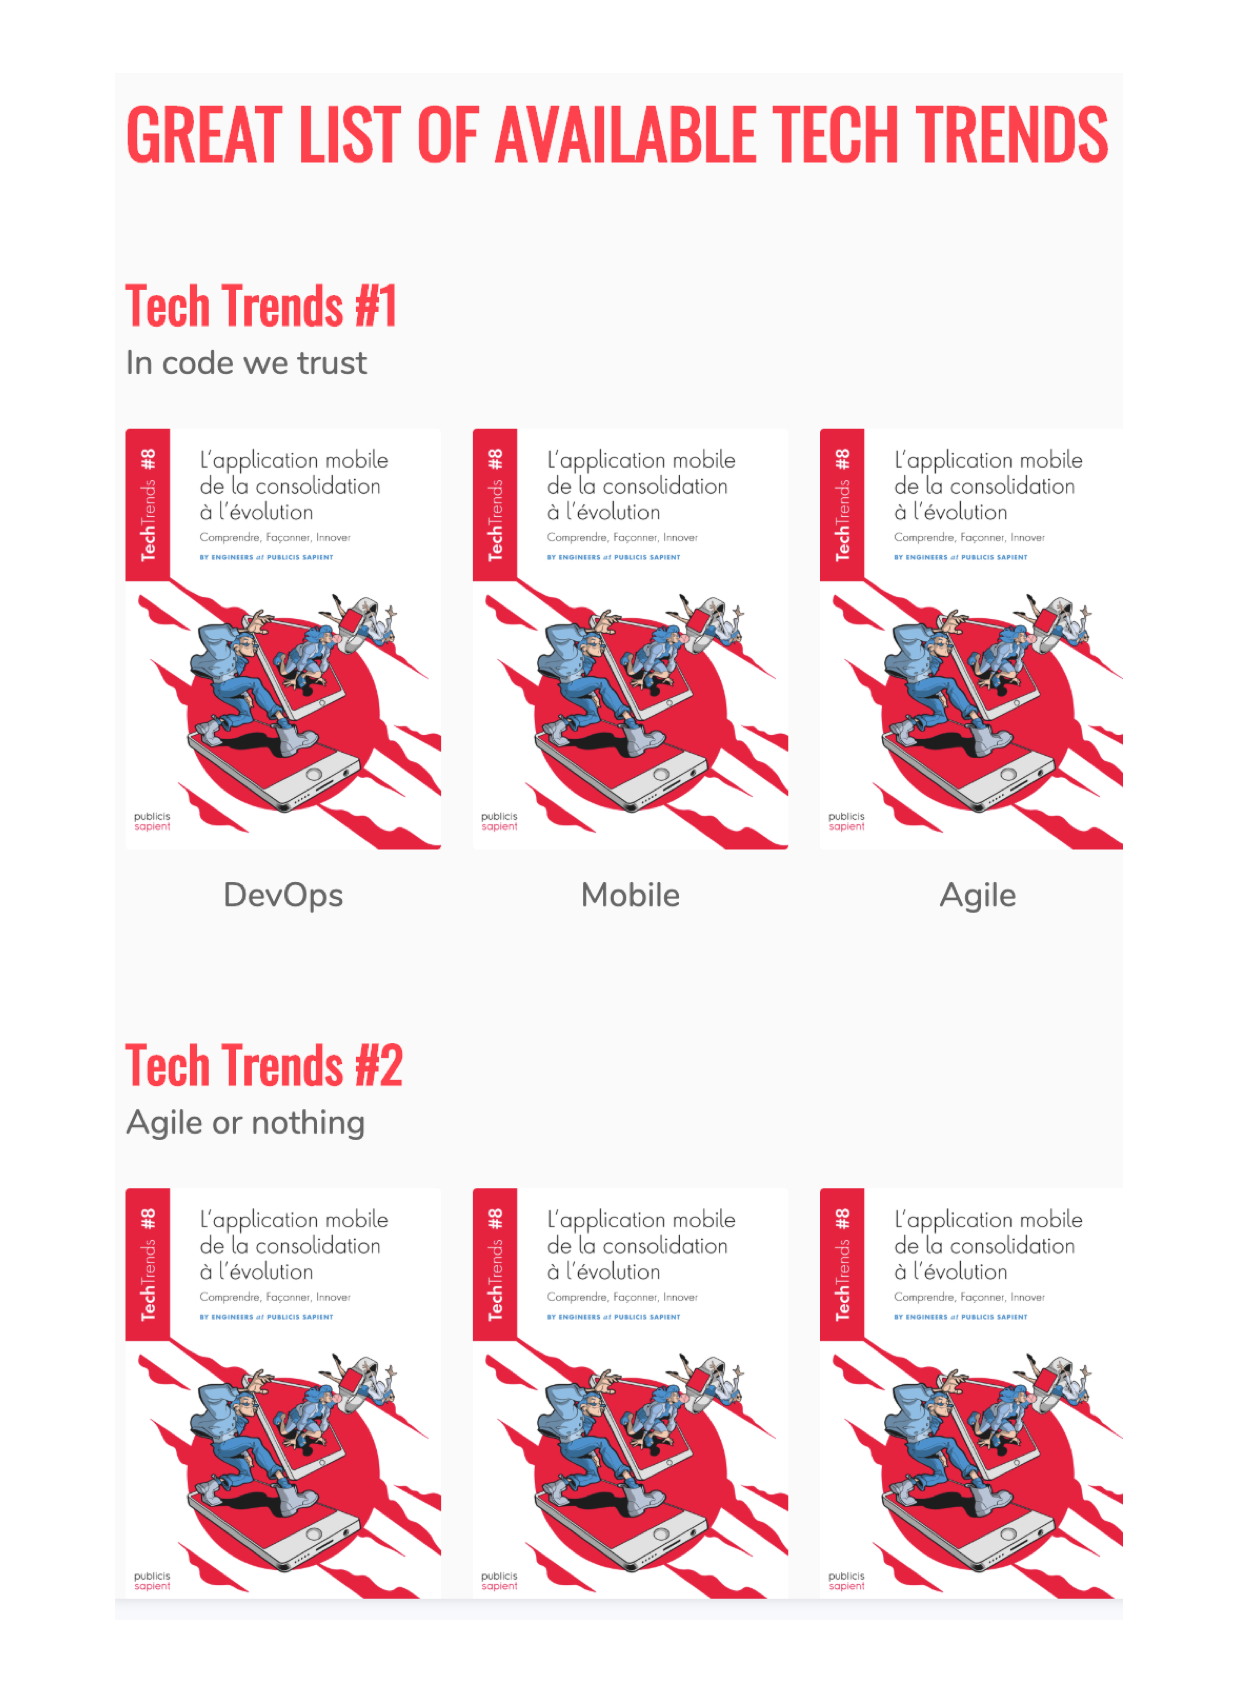 GREAT LIST OF AVAILABLE TECH TRENDS
Tech Trends #1
In code we trust
TechTrends #8
L'application mobile
de la consolidation
à l'évolution
Comprendre, Façonner, Innover
BY ENGINEERS at PUBLICIS SAPIENT
publicis
sapient
DevOps
TechTrends #8
L'application mobile
de la consolidation
à l'évolution
Comprendre, Façonner, Innover
BY ENGINEERS at PUBLICIS SAPIENT
publicis
sapient
Mobile
TechTrends #8
L'application mobile
de la consolidation
à l'évolution
Comprendre, Façonner, Innover
BY ENGINEERS at PUBLICIS SAPIENT
publicis
sapient
Agile
Tech Trends #2
Agile or nothing
TechTrends #8
L'application mobile
de la consolidation
à l'évolution
Comprendre, Façonner, Innover
BY ENGINEERS at PUBLICIS SAPIENT
publicis
sapient
TechTrends #8
L'application mobile
de la consolidation
à l'évolution
Comprendre, Façonner, Innover
BY ENGINEERS at PUBLICIS SAPIENT
publicis
sapient
TechTrends #8
L'application mobile
de la consolidation
à l'évolution
Comprendre, Façonner, Innover
BY ENGINEERS at PUBLICIS SAPIENT
publicis
sapient